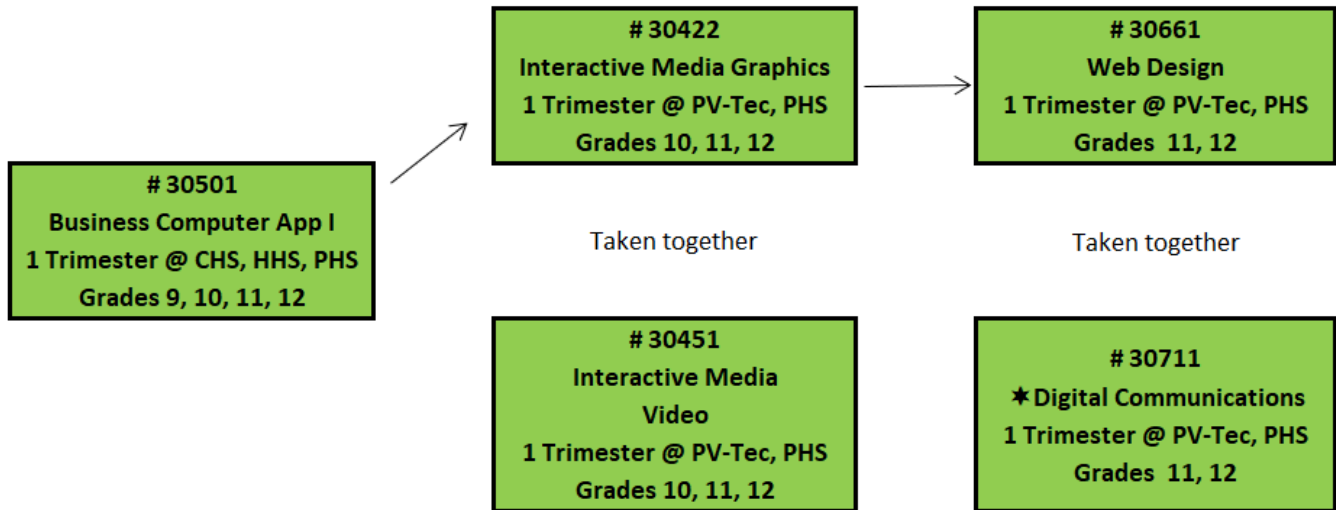 # 30501
Business Computer App I
1 Trimester @ CHS, HHS, PHS
Grades 9, 10, 11, 12
# 30422
Interactive Media Graphics
1 Trimester @ PV-Tec, PHS
Grades 10, 11, 12
Taken together
# 30451
Interactive Media
Video
1 Trimester @ PV-Tec, PHS
Grades 10, 11, 12
# 30661
Web Design
1 Trimester @ PV-Tec, PHS
Grades 11, 12
Taken together
# 30711
✶Digital Communications
1 Trimester @ PV-Tec, PHS
Grades 11, 12